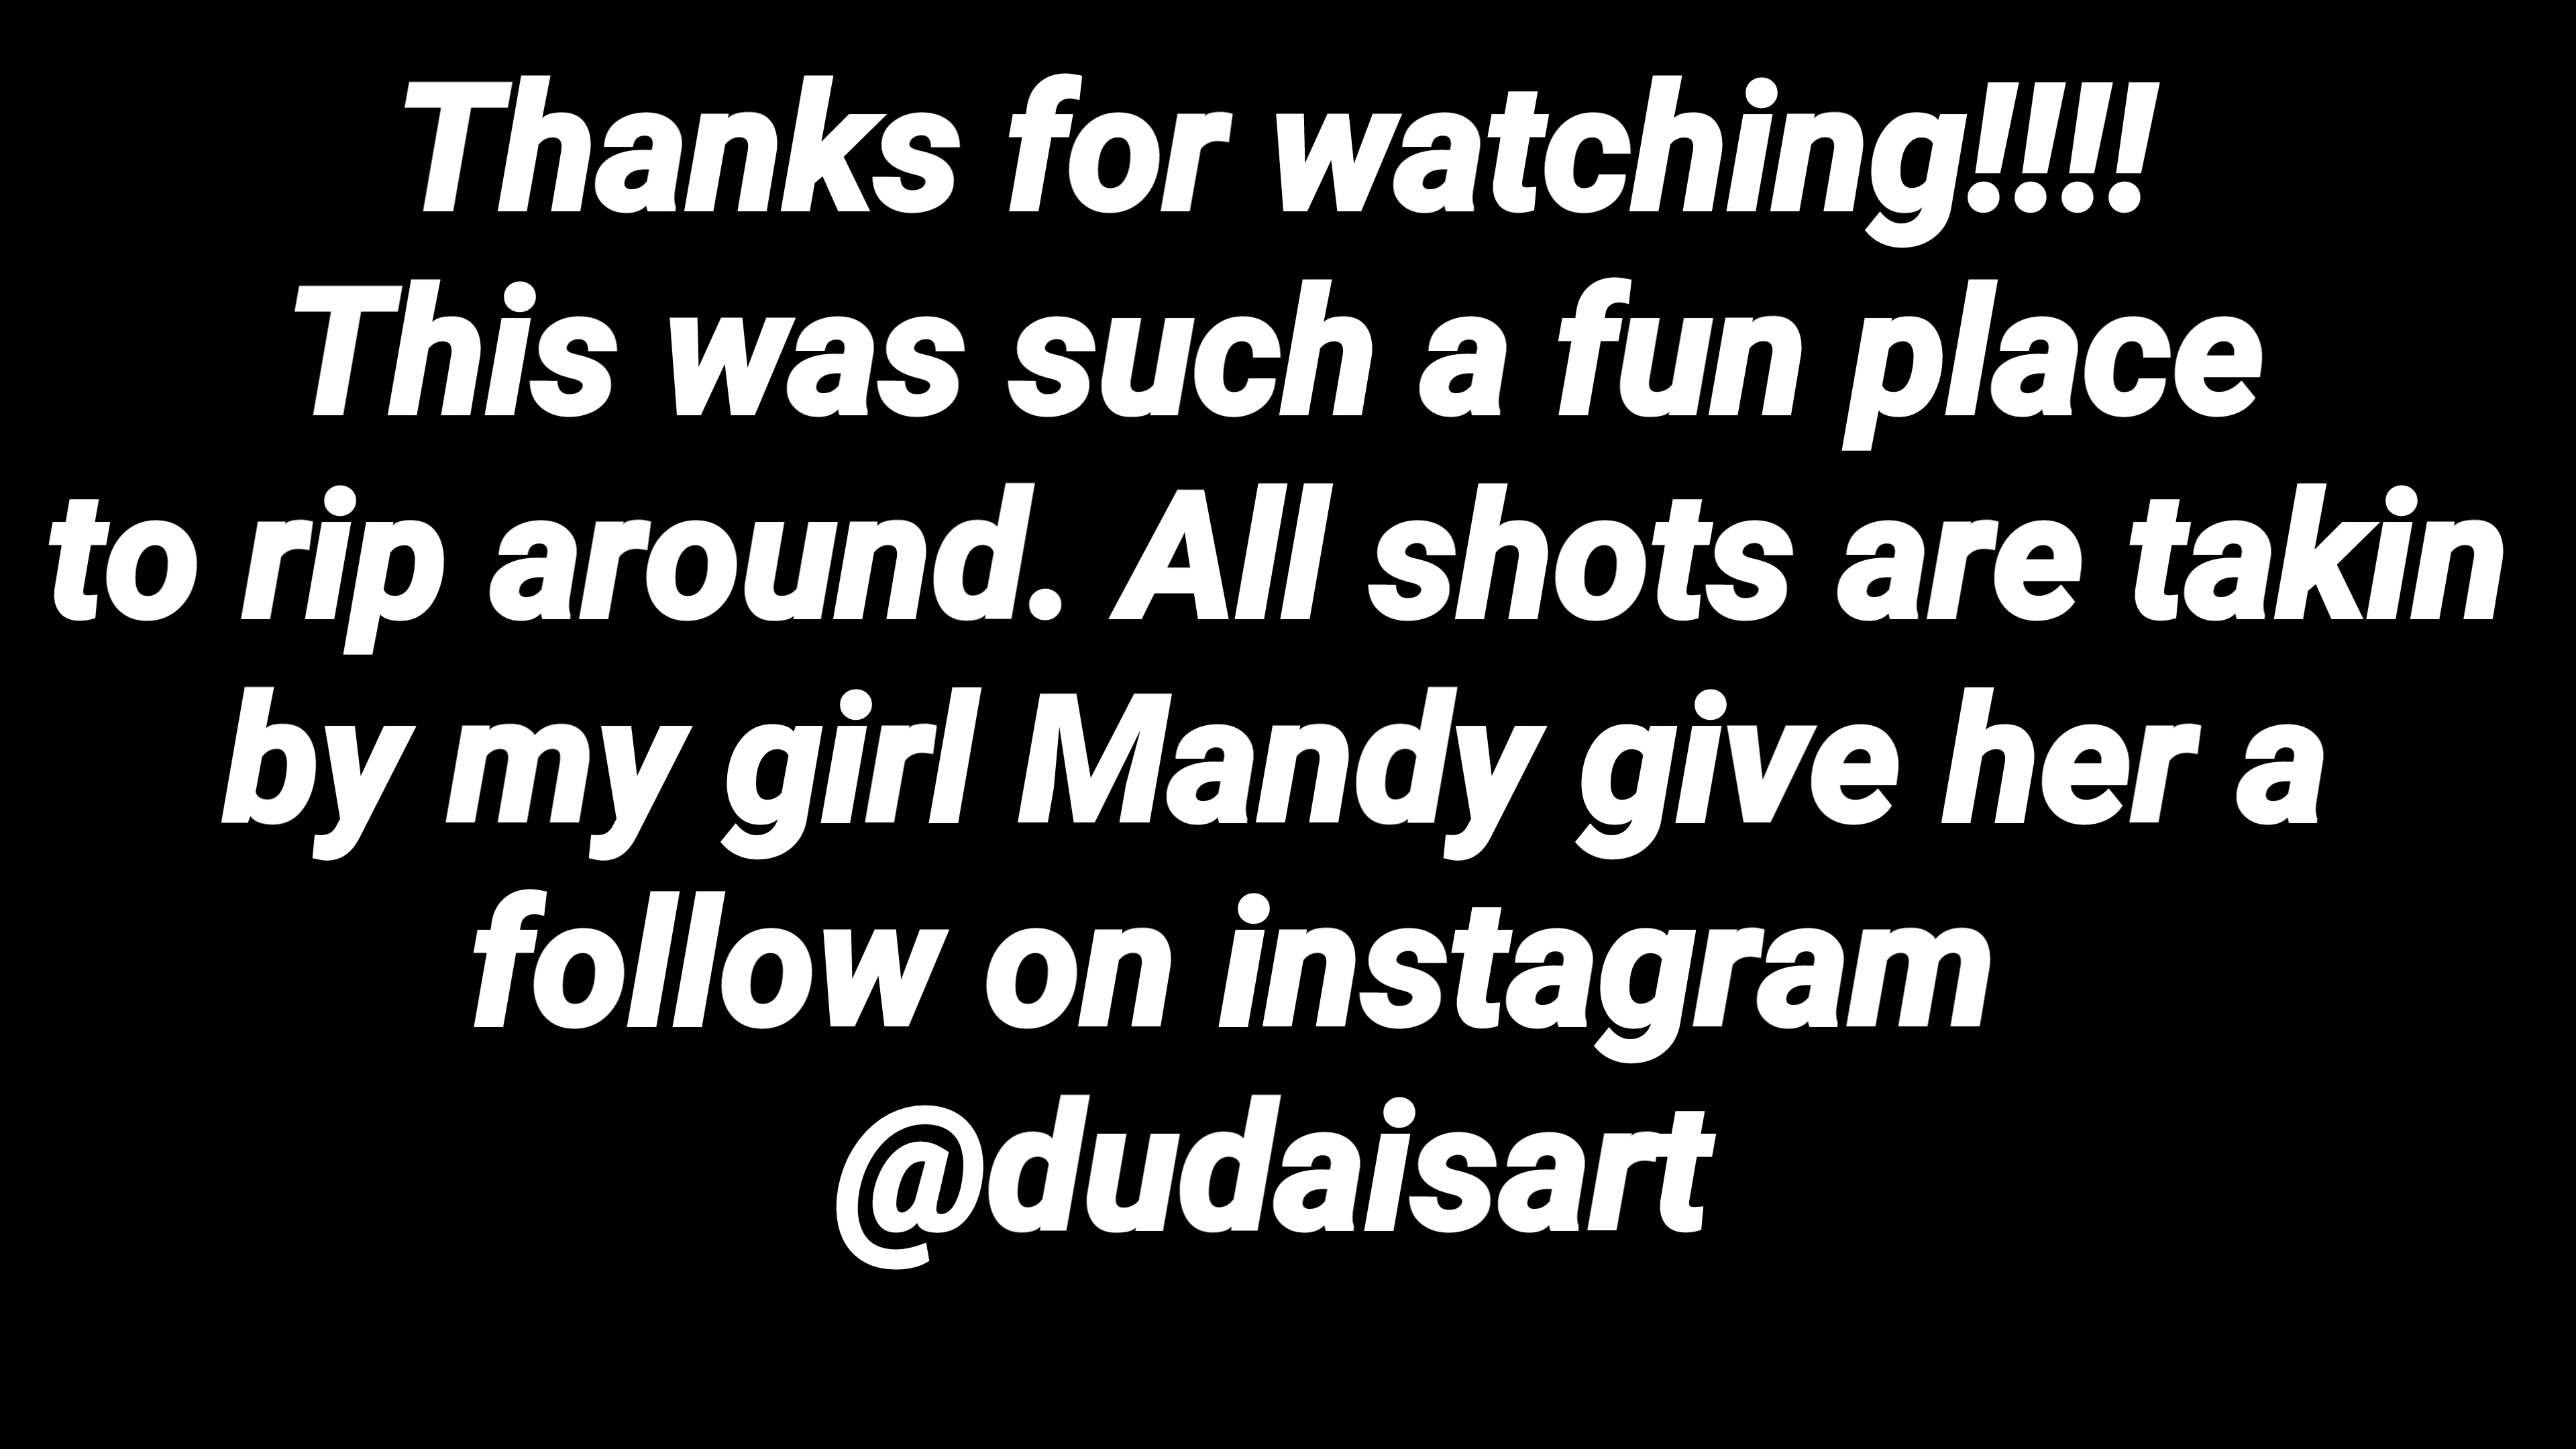 Thanks for watching!!!!
This was such a fun place
to rip around. All shots are takin
by my girl Mandy give her a
follow on instagram
@dudaisart